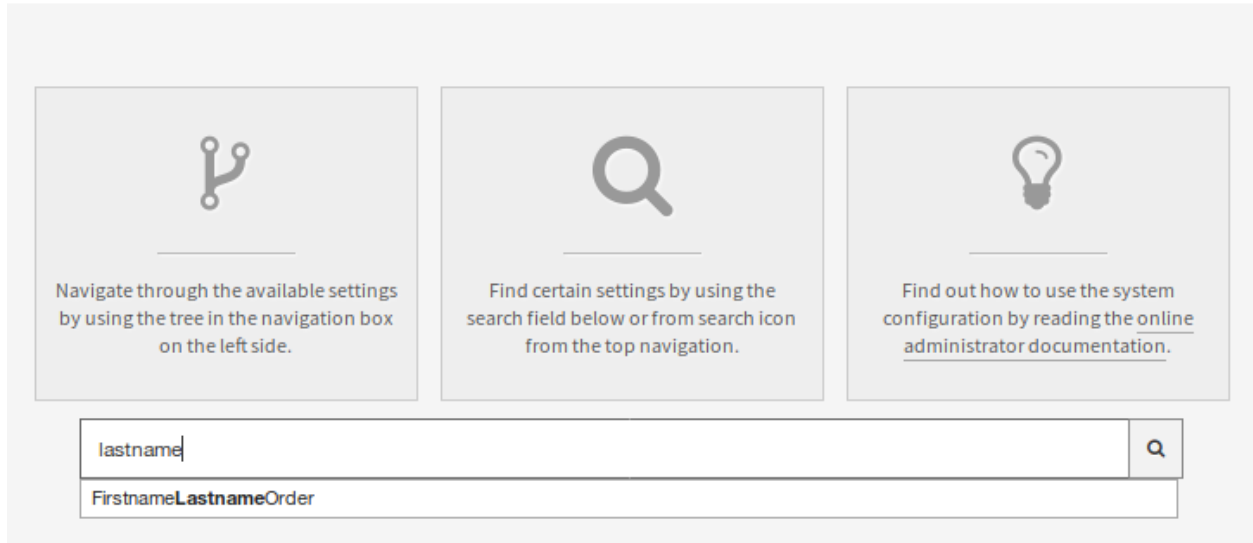 Navigate through the available settings
by using the tree in the navigation box
on the left side.
Find certain settings by using the
search field below or from search icon
from the top navigation.
Find out how to use the system
configuration by reading the online
administrator documentation.
lastname
FirstnameLastnameOrder